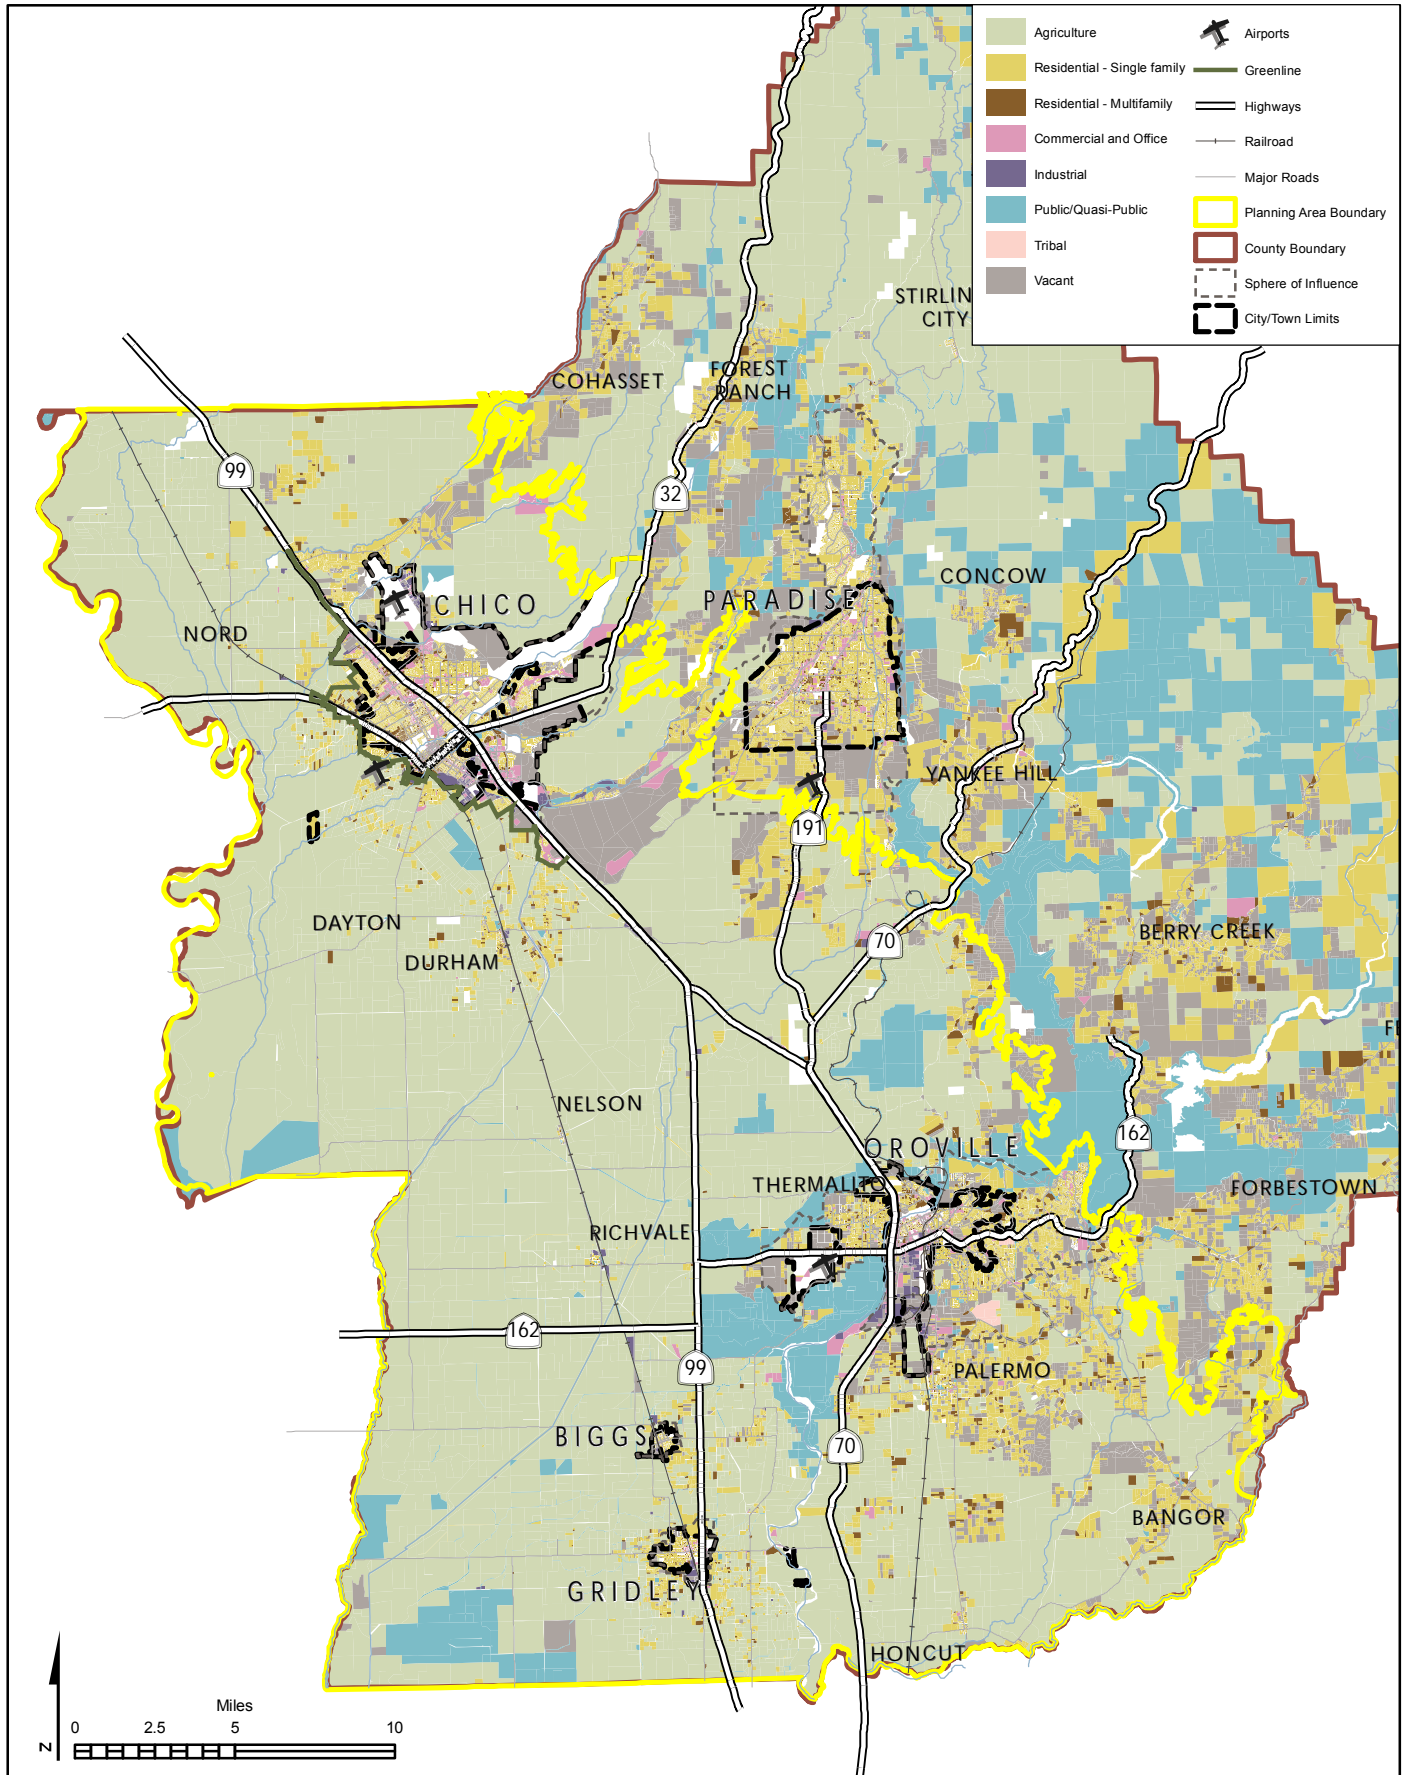 Agriculture
Residential - Single family
Residential - Multifamily
Commercial and Office
Industrial
Public/Quasi-Public
Tribal
Vacant
Airports
Greenline
Highways
Railroad
Major Roads
Planning Area Boundary
County Boundary
Sphere of Influence
City/Town Limits
STIRLIN
CITY
COHASSET
FOREST
RANCH
99
32
CONCOW
CHICO
PARADISE
NORD
YANKEE HILL
191
DAYTON
70
BERRY CREEK
DURHAM
FE
NELSON
162
OROVILLE
THERMALITO
FORBESTOWN
RICHVALE
162
99
PALERMO
BIGGS
70
BANGOR
GRIDLEY
HONCUT
Miles
0 2.5 5 10
N